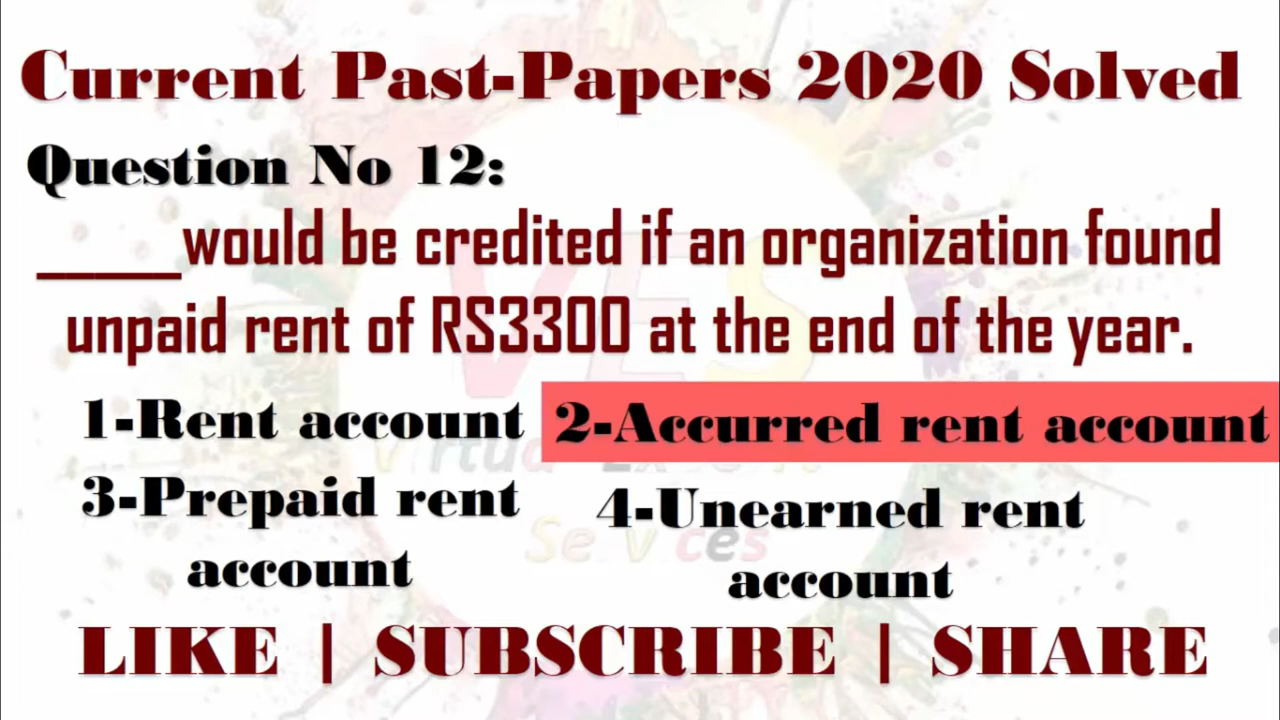 Current Past-Papers 2020 Solved
Question No 12:
_____would be credited if an organization found
unpaid rent of RS3300 at the end of the year.
1-Rent account 2-Accurred rent account
3-Prepaid rent
account
4-Unearned rent
account
LIKE | SUBSCRIBE | SHARE
VES
Services